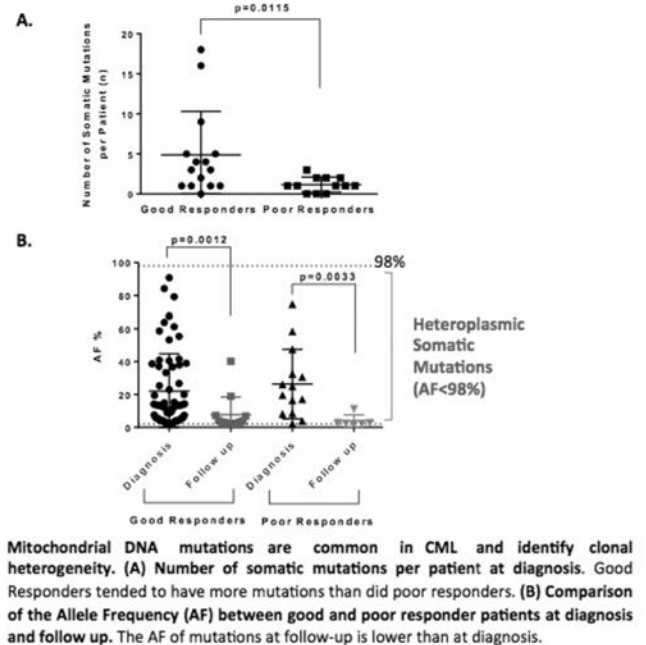 A.
p=0.0115
Number of Somatic Mutations
per Patient (n)
20
15
10
5
0
Good Responders Poor Responders
B.
p=0.0012
98%
p=0.0033
100
80
60
40
20
0
AF %
Heteroplasmic
Somatic
Mutations
(AF<98%)
Diagnosis
Follow up
Diagnosis
Follow up
Good Responders Poor Responders
Mitochondrial DNA mutations are common in CML and identify clonal
heterogeneity. (A) Number of somatic mutations per patient at diagnosis. Good
Responders tended to have more mutations than did poor responders. (B) Comparison
of the Allele Frequency (AF) between good and poor responder patients at diagnosis
and follow up. The AF of mutations at follow-up is lower than at diagnosis.